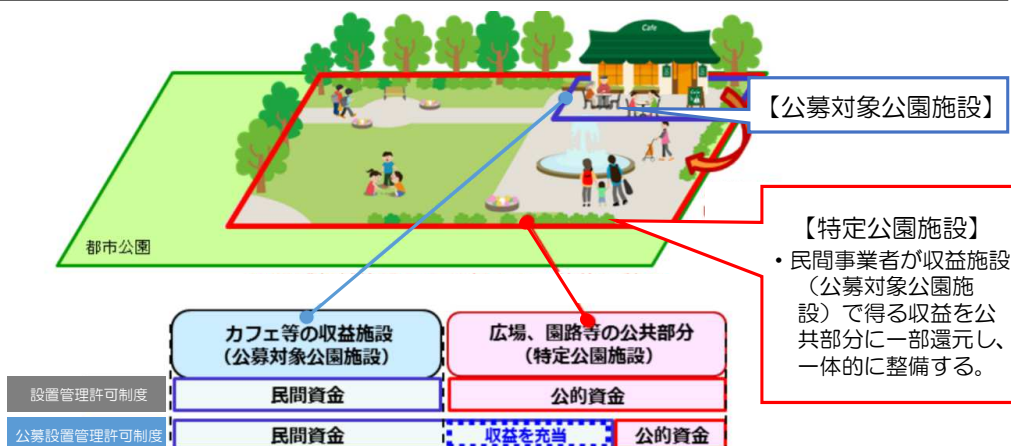 Cafe
【公募対象公園施設】
【特定公園施設】
・民間事業者が収益施設
（公募対象公園施
設）で得る収益を公
共部分に一部還元し、
一体的に整備する。
都市公園
カフェ等の収益施設
（公募対象公園施設）
広場、園路等の公共部分
（特定公園施設）
設置管理許可制度
民間資金
公的資金
公募設置管理許可制度
民間資金
収益を充当
公的資金